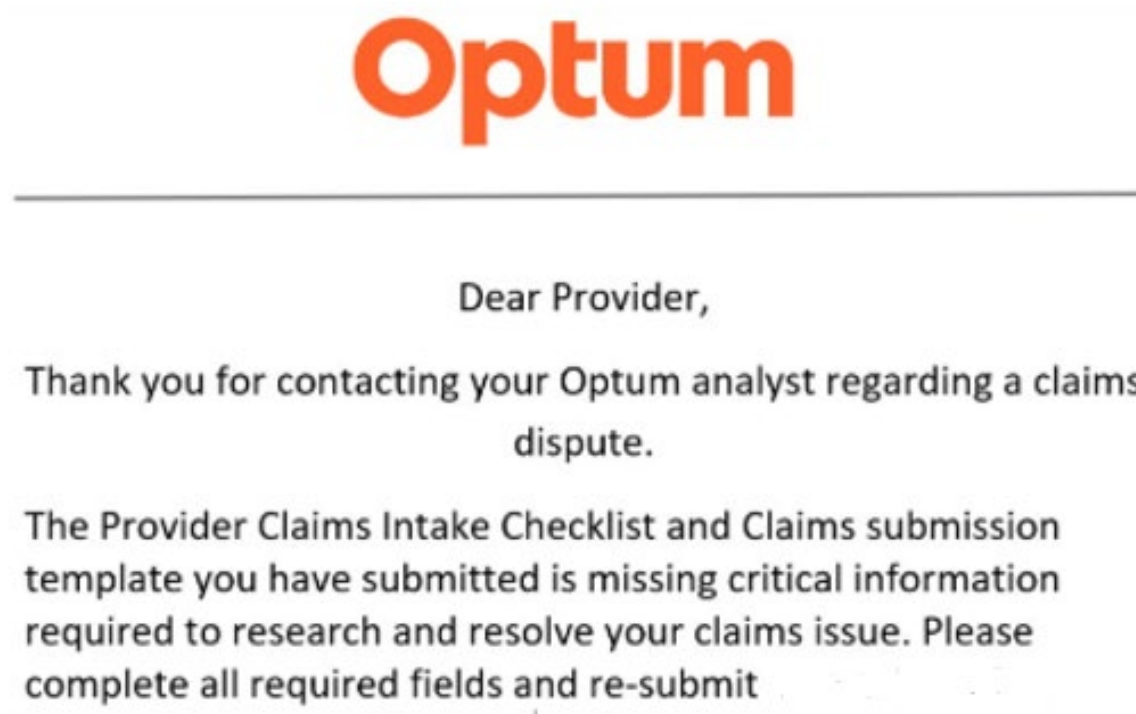 Optum
Dear Provider,
Thank you for contacting your Optum analyst regarding a claims
dispute.
The Provider Claims Intake Checklist and Claims submission
template you have submitted is missing critical information
required to research and resolve your claims issue. Please
complete all required fields and re-submit